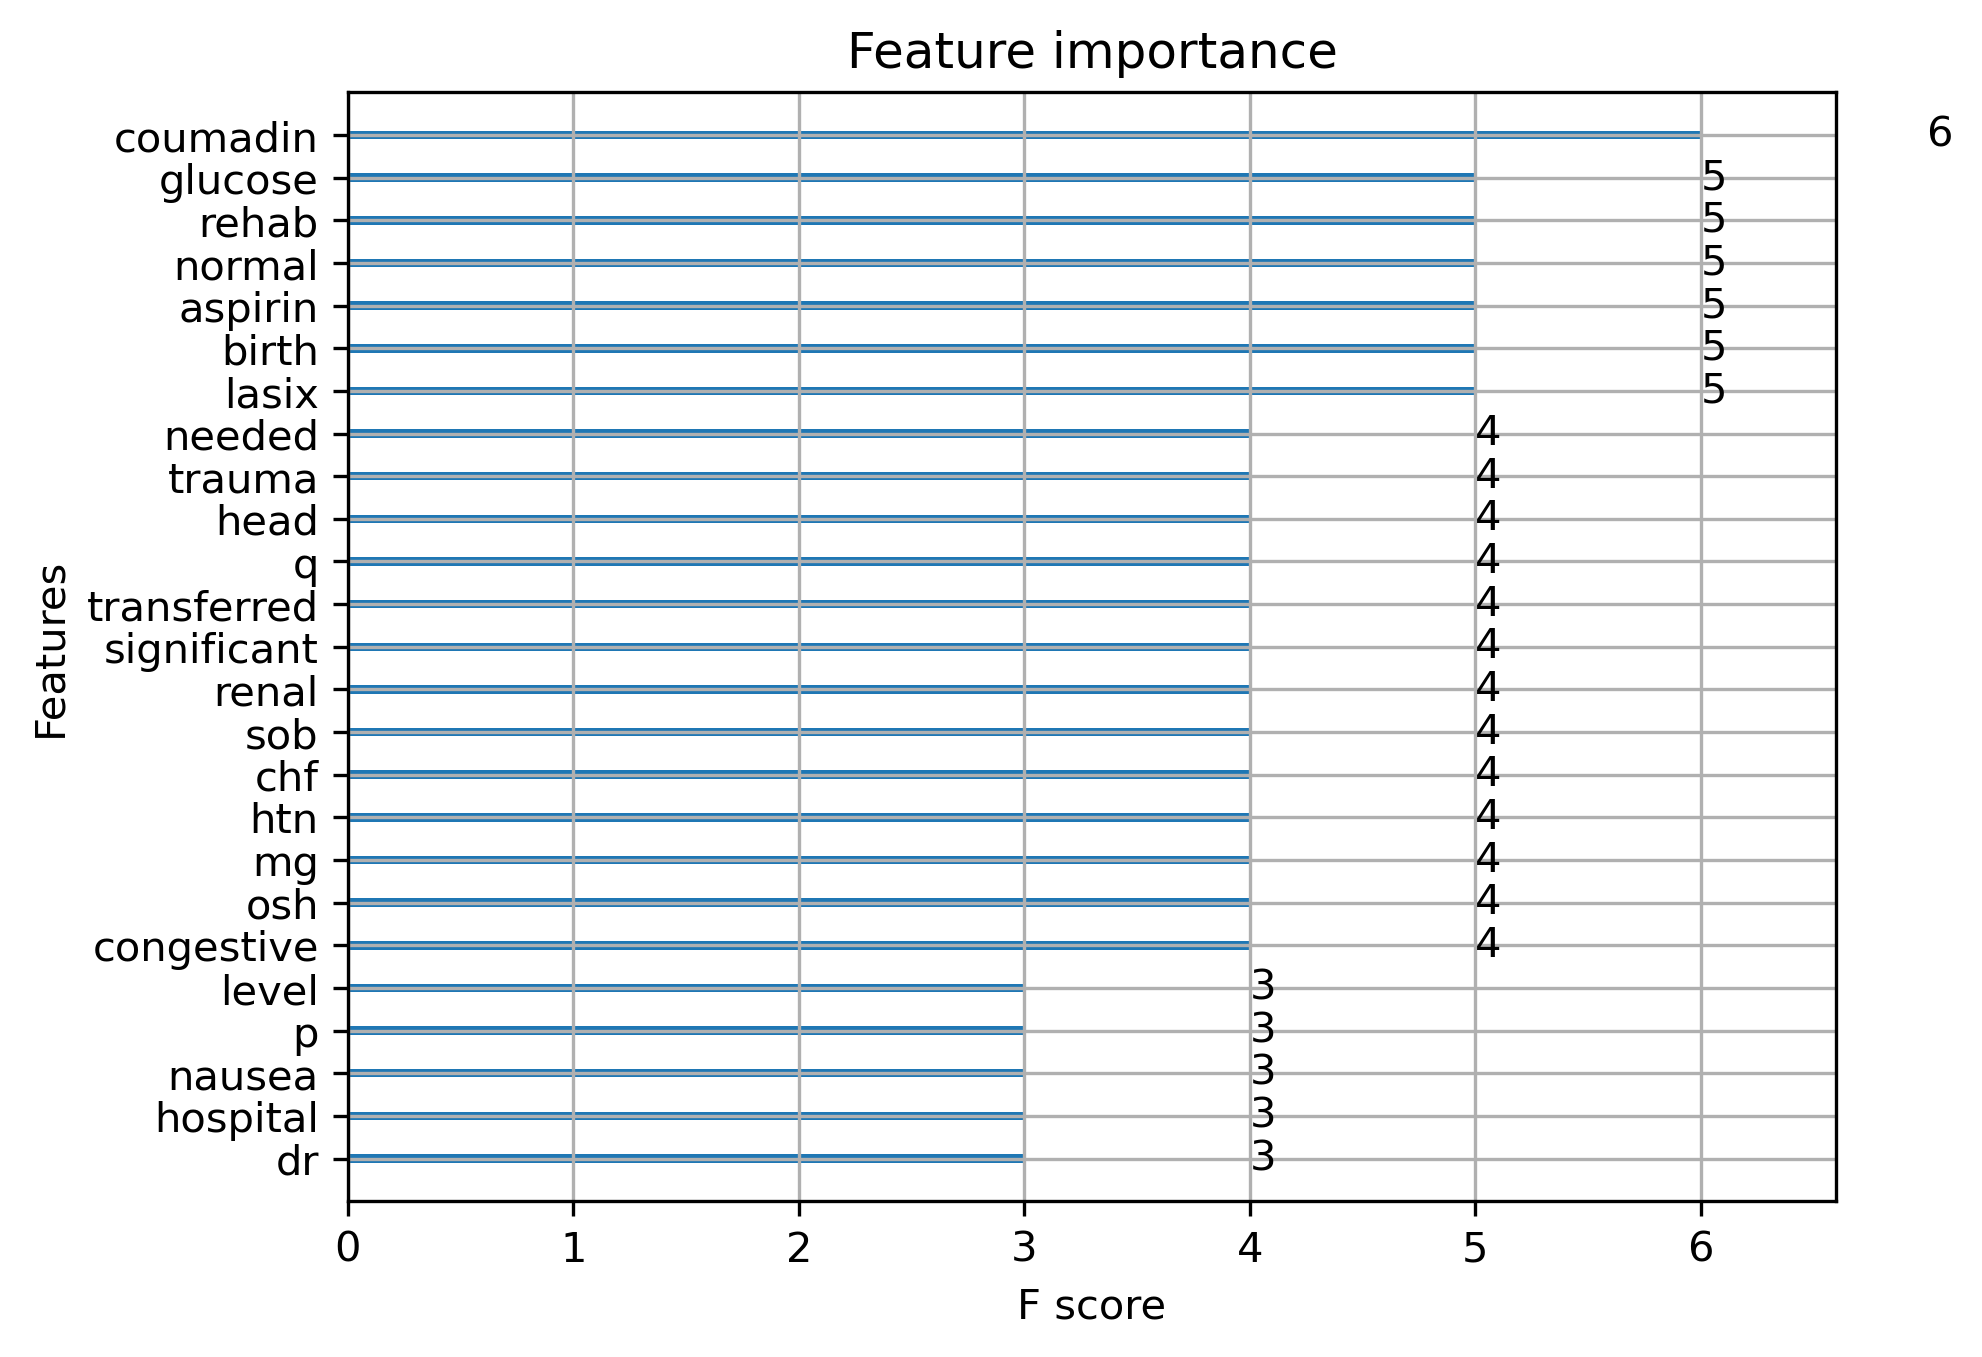 Feature importance
coumadin 6
glucose 5
rehab 5
normal 5
aspirin 5
birth 5
lasix 5
needed 4
trauma 4
head 4
q 4
transferred 4
significant 4
renal 4
sob 4
chf 4
htn 4
mg 4
osh 4
congestive 4
level 3
p 3
nausea 3
hospital 3
dr 3
Features
0 1 2 3 4 5 6
F score